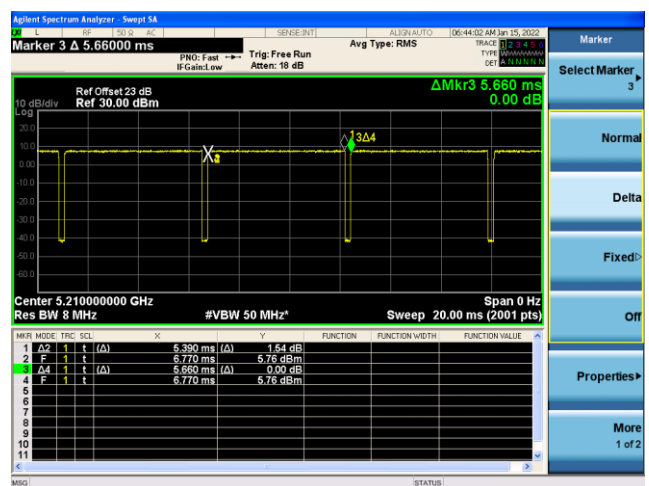 Agilent Spectrum Analyzer - Swept SA
L RF 50 Ω AC SENSE:INT ALIGN AUTO 06:44:02 AM Jan 15, 2022
Marker 3 Δ 5.66000 ms
PNO: Fast
IFGain:Low
Trig: Free Run
Atten: 18 dB
Avg Type: RMS
TRACE 1 2 3 4 5 6
TYPE
DET A N N N N N
Marker
Select Marker
3
Normal
Delta
Fixed
Off
Properties
More
1 of 2
ΔMkr3 5.660 ms
0.00 dB
Ref Offset 23 dB
10 dB/div Ref 30.00 dBm
Log
20.0
10.0
0.00
-10.0
-20.0
-30.0
-40.0
-50.0
-60.0
1 3Δ4
Center 5.210000000 GHz Span 0 Hz
Res BW 8 MHz #VBW 50 MHz* Sweep 20.00 ms (2001 pts)
MKR MODE TRC SCL X Y FUNCTION FUNCTION WIDTH FUNCTION VALUE
1 Δ2 1 t (Δ) 5.390 ms (Δ) 1.54 dB
2 F 1 t 6.770 ms 5.76 dBm
3 Δ4 1 t (Δ) 5.660 ms (Δ) 0.00 dB
4 F 1 t 6.770 ms 5.76 dBm
5
6
7
8
9
10
11
MSG STATUS